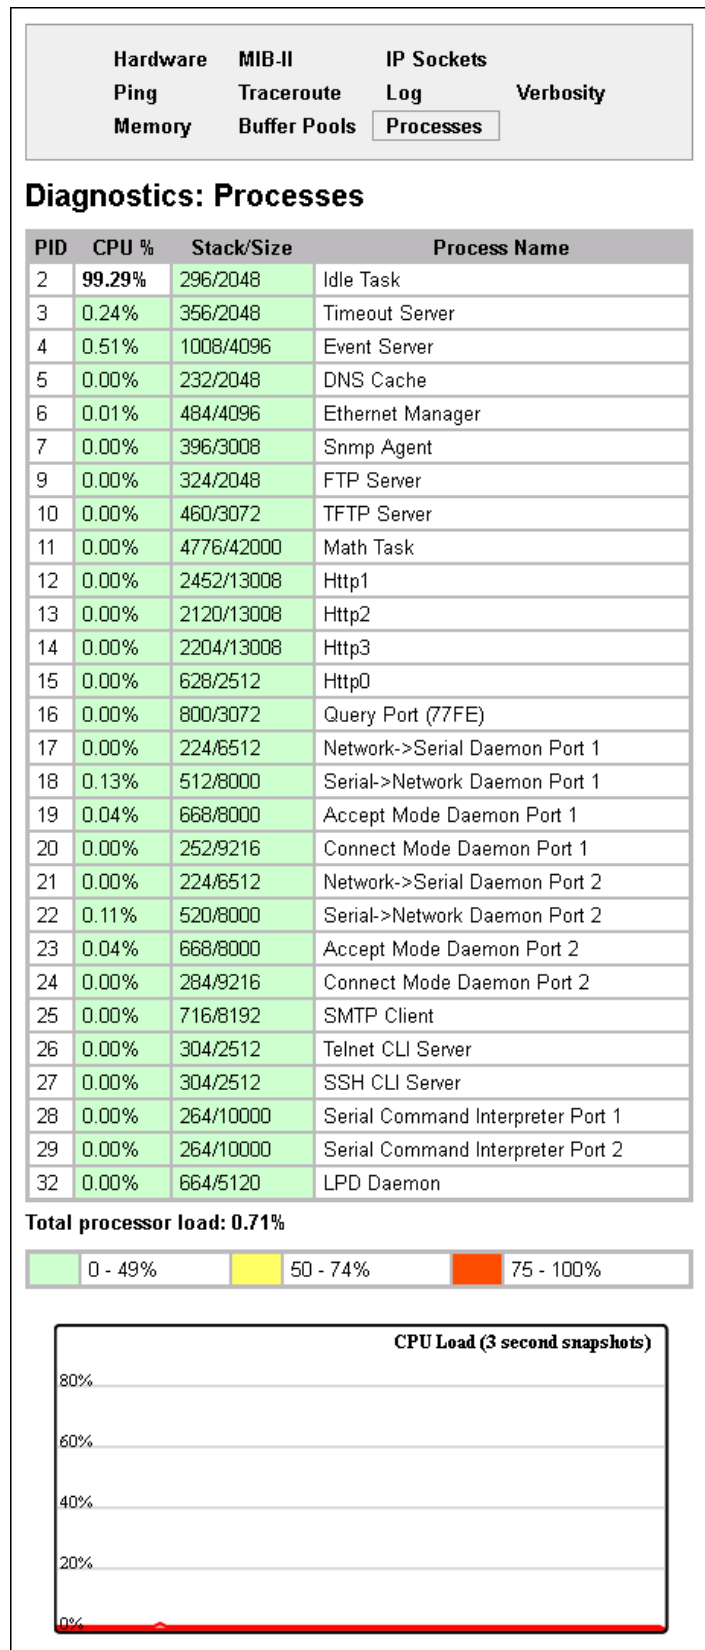 Hardware MIB-II IP Sockets
Ping Traceroute Log Verbosity
Memory Buffer Pools Processes
Diagnostics: Processes
PID CPU % Stack/Size Process Name
2 99.29% 296/2048 Idle Task
3 0.24% 356/2048 Timeout Server
4 0.51% 1008/4096 Event Server
5 0.00% 232/2048 DNS Cache
6 0.01% 484/4096 Ethernet Manager
7 0.00% 396/3008 Snmp Agent
9 0.00% 324/2048 FTP Server
10 0.00% 460/3072 TFTP Server
11 0.00% 4776/42000 Math Task
12 0.00% 2452/13008 Http1
13 0.00% 2120/13008 Http2
14 0.00% 2204/13008 Http3
15 0.00% 628/2512 Http0
16 0.00% 800/3072 Query Port (77FE)
17 0.00% 224/6512 Network->Serial Daemon Port 1
18 0.13% 512/8000 Serial->Network Daemon Port 1
19 0.04% 668/8000 Accept Mode Daemon Port 1
20 0.00% 252/9216 Connect Mode Daemon Port 1
21 0.00% 224/6512 Network->Serial Daemon Port 2
22 0.11% 520/8000 Serial->Network Daemon Port 2
23 0.04% 668/8000 Accept Mode Daemon Port 2
24 0.00% 284/9216 Connect Mode Daemon Port 2
25 0.00% 716/8192 SMTP Client
26 0.00% 304/2512 Telnet CLI Server
27 0.00% 304/2512 SSH CLI Server
28 0.00% 264/10000 Serial Command Interpreter Port 1
29 0.00% 264/10000 Serial Command Interpreter Port 2
32 0.00% 664/5120 LPD Daemon
Total processor load: 0.71%
0 - 49% 50 - 74% 75 - 100%
CPU Load (3 second snapshots)
80%
60%
40%
20%
0%